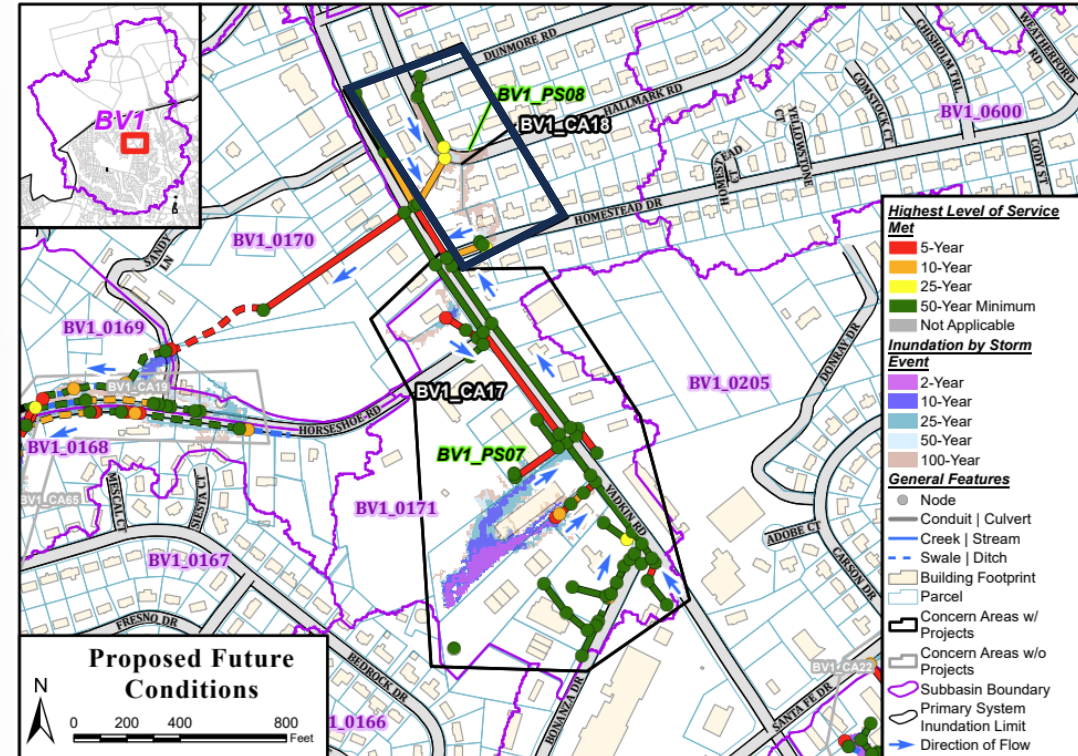 BV1
DUNMORE RD
HALLMARK RD
BV1_PS08
BV1_CA18
CHISHOLM TRL
WEATHERFORD
RD
COMSTOCK CT
YELLOWSTONE
CT
HOMESTEAD
CT
CODY ST
BV1_0600
HOMESTEAD DR
SANDY
LN
BV1_0170
BV1_0169
BV1_CA19
BV1_0168
HORSESHOE RD
BV1_CA17
BV1_0205
DONRAY DR
BV1_PS07
BV1_CA65
MESCAL CT
SIESTA CT
BV1_0171
YADKIN RD
ADOBE CT
CARSON DR
BV1_0167
FRESNO DR
BEDROCK DR
BV1_0166
BONANZA DR
SANTA FE DR
BV1_CA22
Proposed Future
Conditions
N
0 200 400 800
Feet
Highest Level of Service
Met
5-Year
10-Year
25-Year
50-Year Minimum
Not Applicable
Inundation by Storm
Event
2-Year
10-Year
25-Year
50-Year
100-Year
General Features
Node
Conduit | Culvert
Creek | Stream
Swale | Ditch
Building Footprint
Parcel
Concern Areas w/
Projects
Concern Areas w/o
Projects
Subbasin Boundary
Primary System
Inundation Limit
Direction of Flow